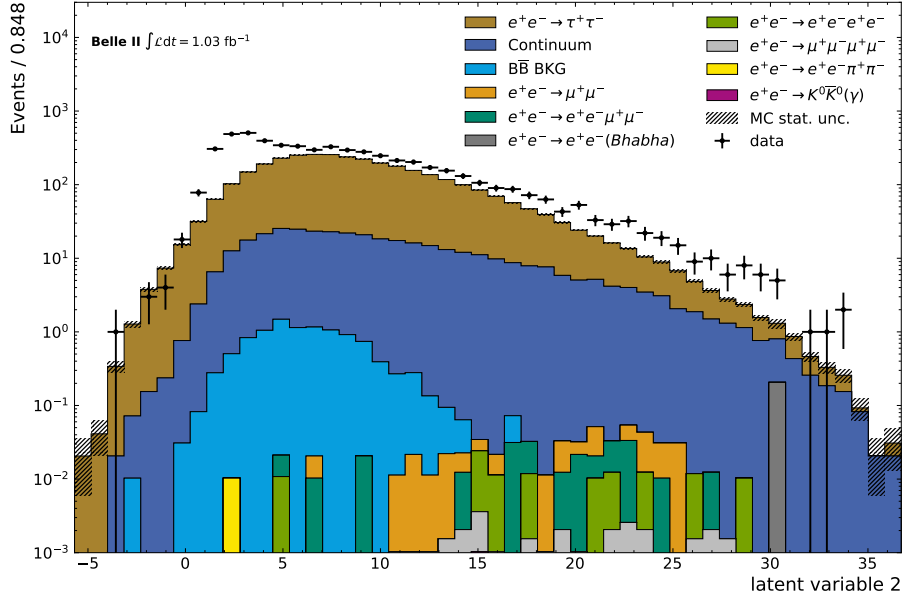 Events / 0.848
10⁴
10³
10²
10¹
10⁰
10⁻¹
10⁻²
10⁻³
Belle II ∫ℒdt = 1.03 fb⁻¹
e⁺e⁻→τ⁺τ⁻
Continuum
BB̅ BKG
e⁺e⁻→μ⁺μ⁻
e⁺e⁻→e⁺e⁻μ⁺μ⁻
e⁺e⁻→e⁺e⁻(Bhabha)
e⁺e⁻→e⁺e⁻e⁺e⁻
e⁺e⁻→μ⁺μ⁻μ⁺μ⁻
e⁺e⁻→e⁺e⁻π⁺π⁻
e⁺e⁻→K⁰K̅⁰(γ)
MC stat. unc.
data
−5 0 5 10 15 20 25 30 35
latent variable 2